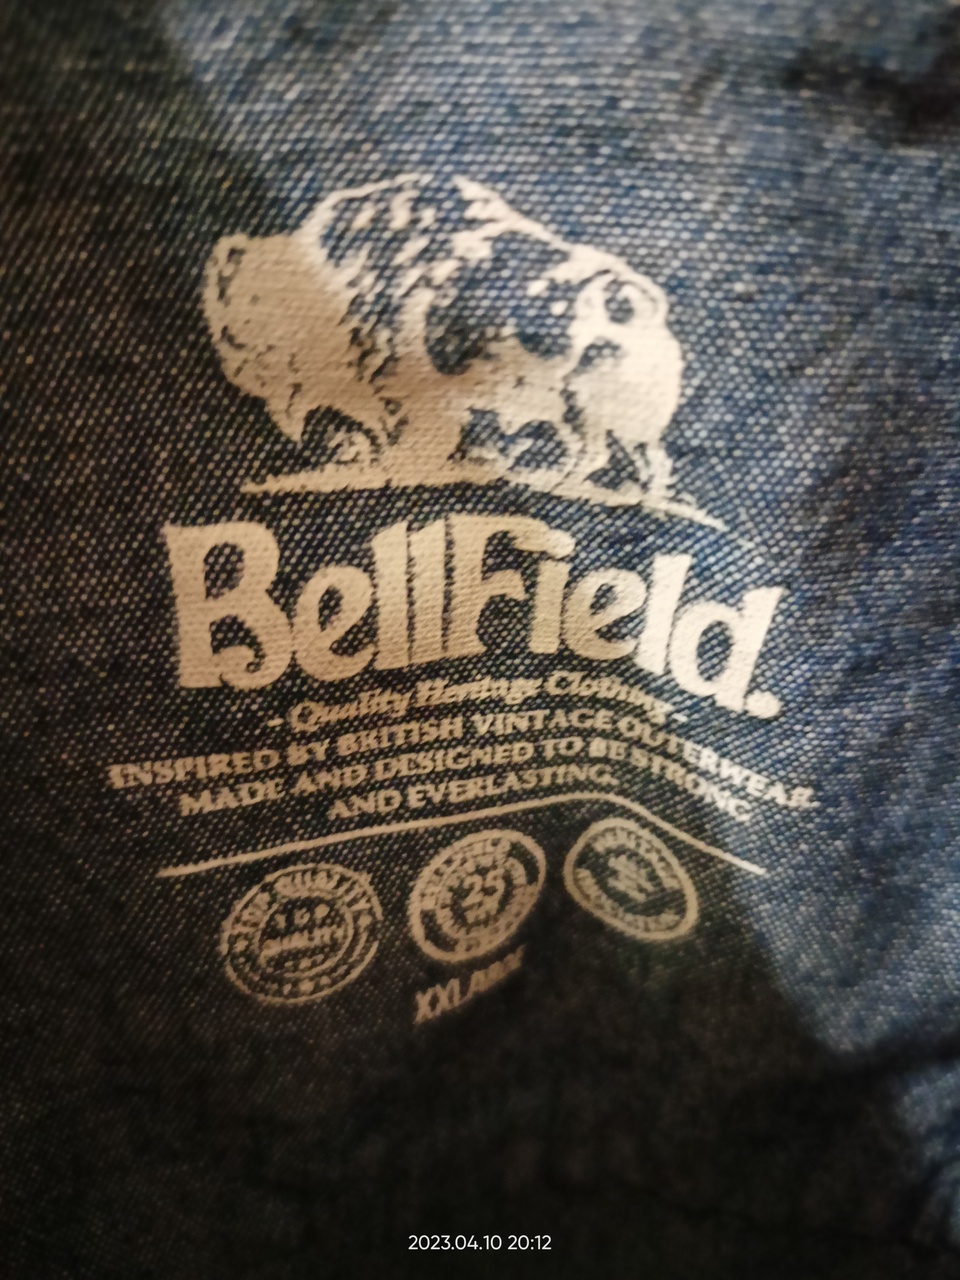 BellField.
- Quality Heritage Clothing -
INSPIRED BY BRITISH VINTAGE OUTERWEAR.
MADE AND DESIGNED TO BE STRONG
AND EVERLASTING.
25
XXLARGE
2023.04.10 20:12